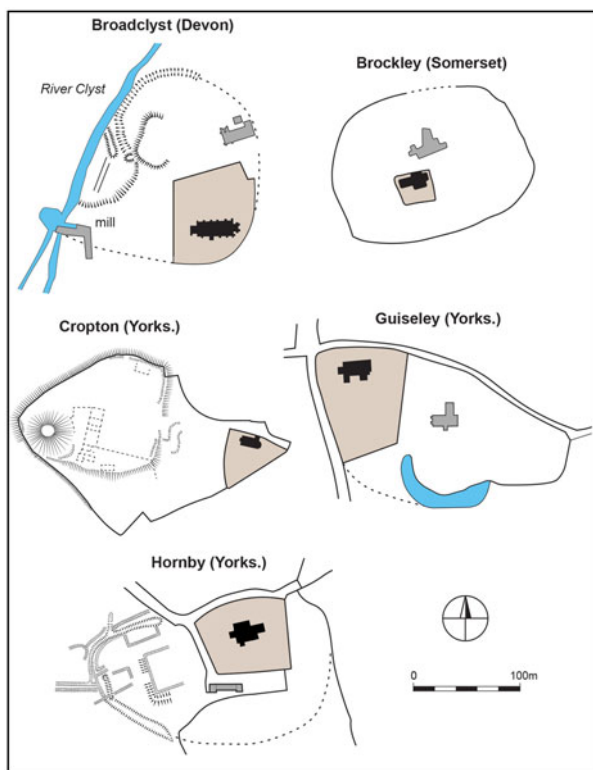 Broadclyst (Devon)
Brockley (Somerset)
River Clyst
mill
Cropton (Yorks.)
Guiseley (Yorks.)
Hornby (Yorks.)
0
100m